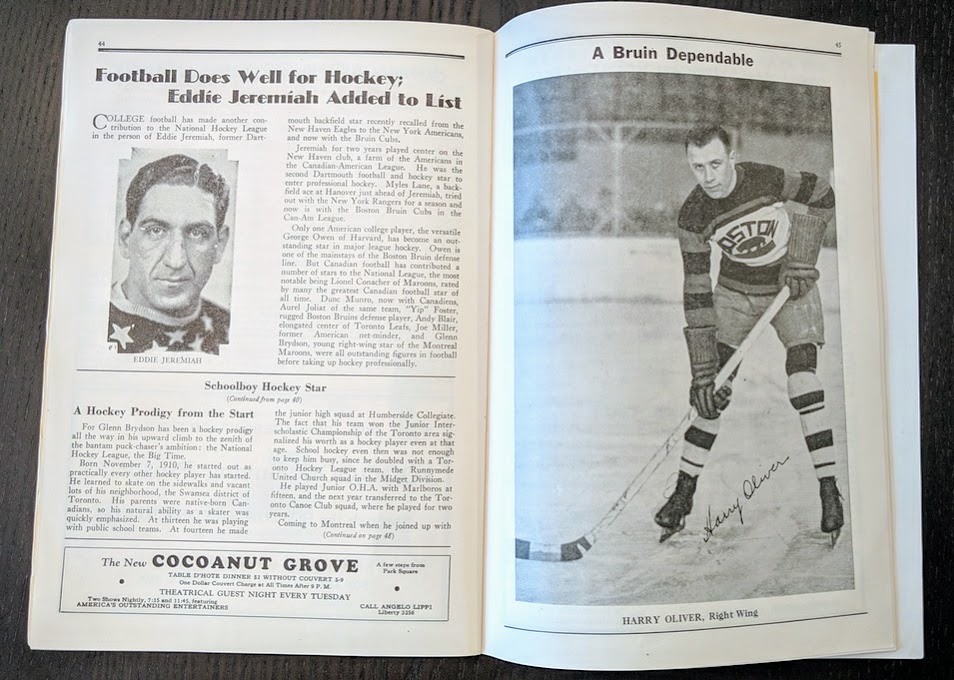 44
Football Does Well for Hockey;
Eddie Jeremiah Added to List
COLLEGE football has made another con-
tribution to the National Hockey League
in the person of Eddie Jeremiah, former Dart-
EDDIE JEREMIAH
mouth backfield star recently recalled from the
New Haven Eagles to the New York Americans,
and now with the Bruin Cubs.
Jeremiah for two years played center on the
New Haven club, a farm of the Americans in
the Canadian-American League. He was the
second Dartmouth football and hockey star to
enter professional hockey. Myles Lane, a back-
field ace at Hanover just ahead of Jeremiah, tried
out with the New York Rangers for a season and
now is with the Boston Bruin Cubs in the
Can-Am League.
Only one American college player, the versatile
George Owen of Harvard, has become an out-
standing star in major league hockey. Owen is
one of the mainstays of the Boston Bruin defense
line. But Canadian football has contributed a
number of stars to the National League, the most
notable being Lionel Conacher of Maroons, rated
by many the greatest Canadian football star of
all time. Dunc Munro, now with Canadiens,
Aurel Joliat of the same team, "Yip" Foster,
rugged Boston Bruins defense player, Andy Blair,
elongated center of Toronto Leafs, Joe Miller,
former American net-minder, and Glenn
Brydson, young right-wing star of the Montreal
Maroons, were all outstanding figures in football
before taking up hockey professionally.
Schoolboy Hockey Star
(Continued from page 40)
A Hockey Prodigy from the Start
For Glenn Brydson has been a hockey prodigy
all the way in his upward climb to the zenith of
the bantam puck-chaser's ambition: the National
Hockey League, the Big Time.
Born November 7, 1910, he started out as
practically every other hockey player has started.
He learned to skate on the sidewalks and vacant
lots of his neighborhood, the Swansea district of
Toronto. His parents were native-born Can-
adians, so his natural ability as a skater was
quickly emphasized. At thirteen he was playing
with public school teams. At fourteen he made
the junior high squad at Humberside Collegiate.
The fact that his team won the Junior Inter-
scholastic Championship of the Toronto area sig-
nalized his worth as a hockey player even at that
age. School hockey even then was not enough
to keep him busy, since he doubled with a Tor-
onto Hockey League team, the Runnymede
United Church squad in the Midget Division.
He played Junior O.H.A. with Marlboros at
fifteen, and the next year transferred to the Tor-
onto Canoe Club squad, where he played for two
years.
Coming to Montreal when he joined up with
(Continued on page 48)
The New COCOANUT GROVE
A few steps from
Park Square
TABLE D'HOTE DINNER $2 WITHOUT COUVERT 5-9
One Dollar Couvert Charge at All Times After 9 P.M.
THEATRICAL GUEST NIGHT EVERY TUESDAY
Two Shows Nightly, 7:15 and 11:45, featuring
AMERICA'S OUTSTANDING ENTERTAINERS
CALL ANGELO LIPPI
Liberty 3256
45
A Bruin Dependable
OSTON
Harry Oliver
HARRY OLIVER, Right Wing